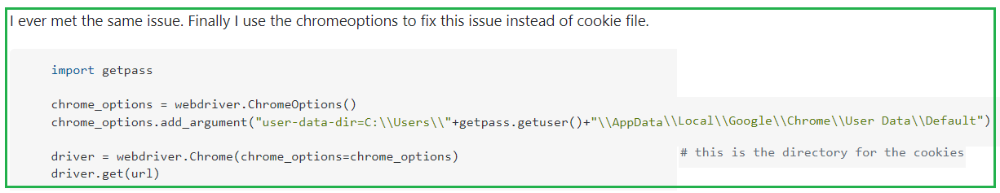 I ever met the same issue. Finally I use the chromeoptions to fix this issue instead of cookie file.
import getpass
chrome_options = webdriver.ChromeOptions()
chrome_options.add_argument("user-data-dir=C:\\Users\\"+getpass.getuser()+"\\AppData\\Local\\Google\\Chrome\\User Data\\Default")
driver = webdriver.Chrome(chrome_options=chrome_options) # this is the directory for the cookies
driver.get(url)